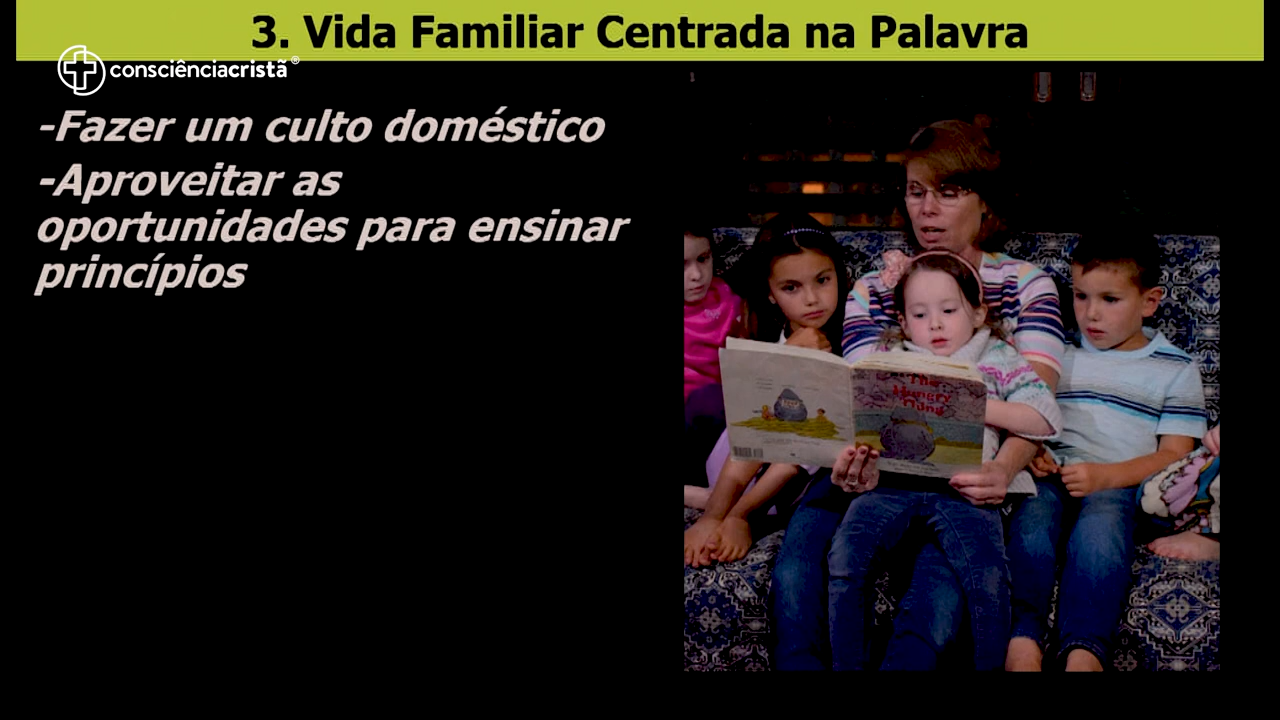 3. Vida Familiar Centrada na Palavra
consciênciacristã®
-Fazer um culto doméstico
-Aproveitar as
oportunidades para ensinar
princípios
The
Hungry
Thing